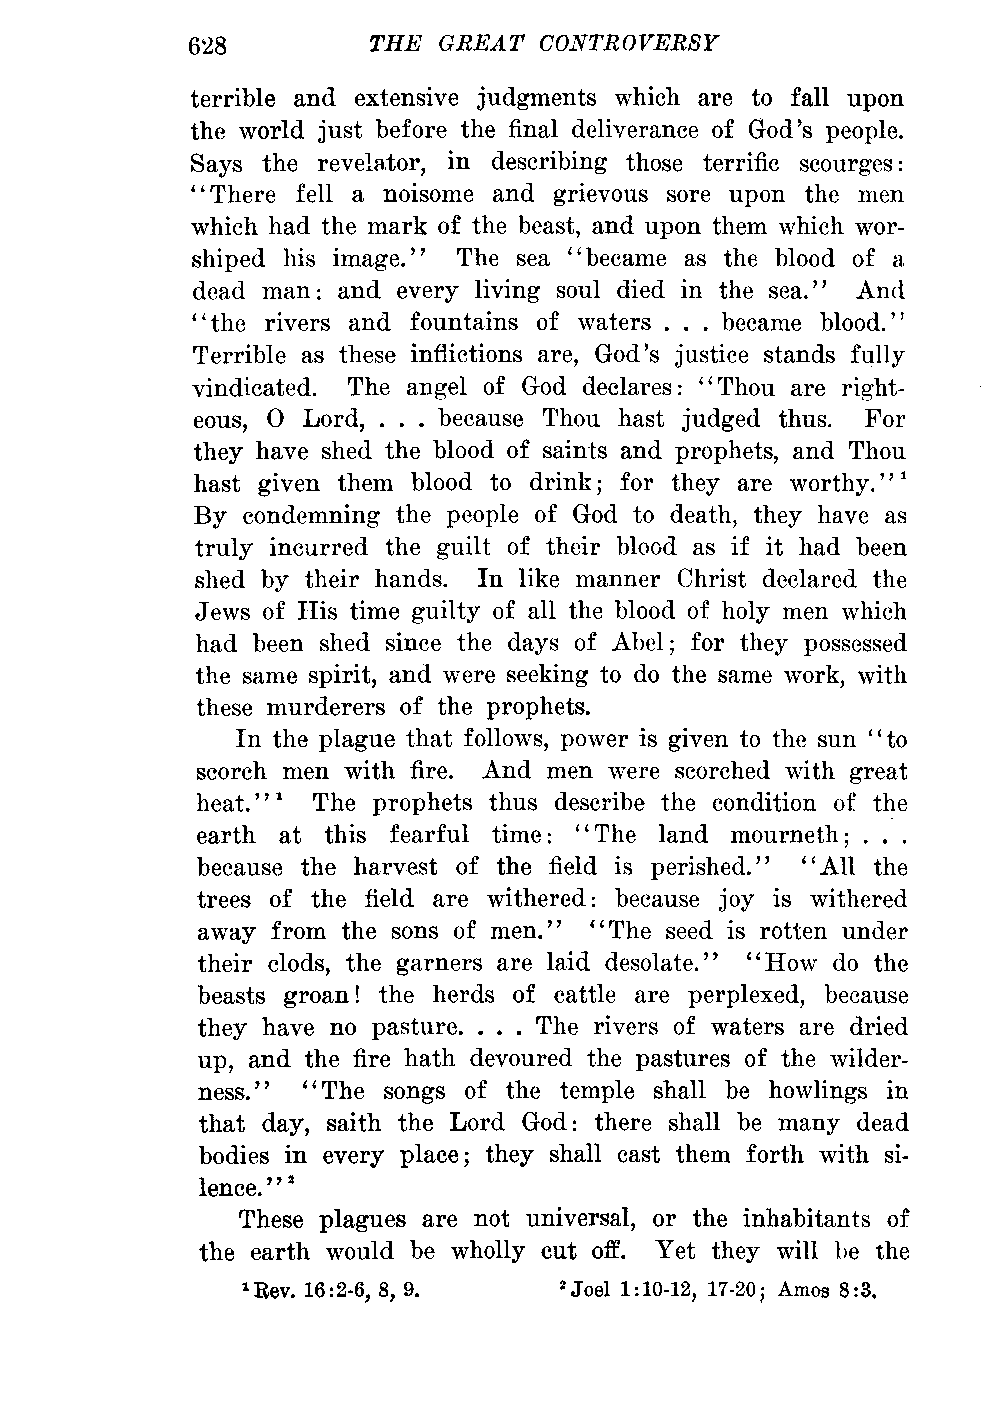 628 THE GREAT CONTROVERSY
terrible and extensive judgments which are to fall upon
the world just before the final deliverance of God's people.
Says the revelator, in describing those terrific scourges:
"There fell a noisome and grievous sore upon the men
which had the mark of the beast, and upon them which wor-
shiped his image." The sea "became as the blood of a
dead man: and every living soul died in the sea." And
"the rivers and fountains of waters . . . became blood."
Terrible as these inflictions are, God's justice stands fully
vindicated. The angel of God declares: "Thou are right-
eous, O Lord, . . . because Thou hast judged thus. For
they have shed the blood of saints and prophets, and Thou
hast given them blood to drink; for they are worthy."¹
By condemning the people of God to death, they have as
truly incurred the guilt of their blood as if it had been
shed by their hands. In like manner Christ declared the
Jews of His time guilty of all the blood of holy men which
had been shed since the days of Abel; for they possessed
the same spirit, and were seeking to do the same work, with
these murderers of the prophets.
In the plague that follows, power is given to the sun "to
scorch men with fire. And men were scorched with great
heat."¹ The prophets thus describe the condition of the
earth at this fearful time: "The land mourneth; . . .
because the harvest of the field is perished." "All the
trees of the field are withered: because joy is withered
away from the sons of men." "The seed is rotten under
their clods, the garners are laid desolate." "How do the
beasts groan! the herds of cattle are perplexed, because
they have no pasture. . . . The rivers of waters are dried
up, and the fire hath devoured the pastures of the wilder-
ness." "The songs of the temple shall be howlings in
that day, saith the Lord God: there shall be many dead
bodies in every place; they shall cast them forth with si-
lence."²
These plagues are not universal, or the inhabitants of
the earth would be wholly cut off. Yet they will be the
¹Rev. 16:2-6, 8, 9. ²Joel 1:10-12, 17-20; Amos 8:3.